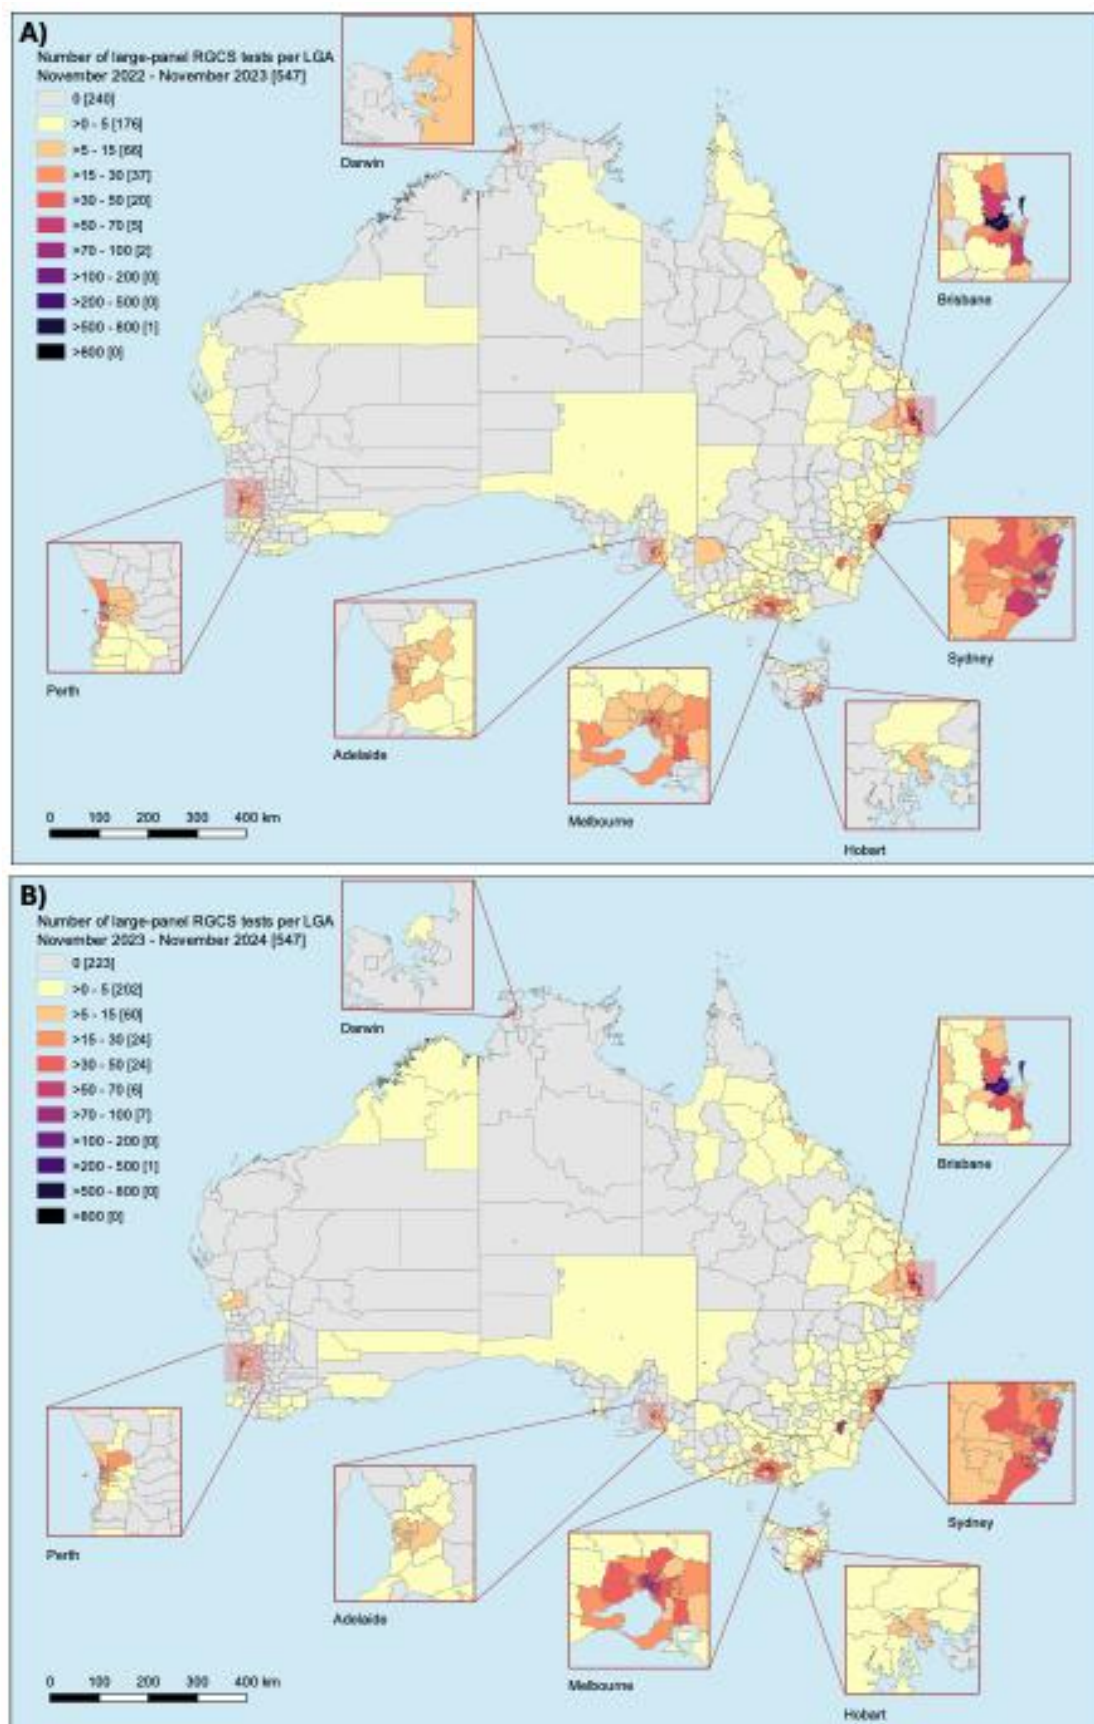 A)
Number of large-panel RGCS tests per LGA
November 2022 - November 2023 [547]
0 [240]
>0 - 5 [176]
>5 - 15 [66]
>15 - 30 [37]
>30 - 50 [20]
>50 - 70 [5]
>70 - 100 [2]
>100 - 200 [0]
>200 - 500 [0]
>500 - 800 [1]
>800 [0]
Darwin
Brisbane
Perth
Adelaide
Melbourne
Sydney
Hobart
0 100 200 300 400 km
B)
Number of large-panel RGCS tests per LGA
November 2023 - November 2024 [547]
0 [223]
>0 - 5 [202]
>5 - 15 [60]
>15 - 30 [24]
>30 - 50 [24]
>50 - 70 [6]
>70 - 100 [7]
>100 - 200 [0]
>200 - 500 [1]
>500 - 800 [0]
>800 [0]
Darwin
Brisbane
Perth
Adelaide
Melbourne
Sydney
Hobart
0 100 200 300 400 km